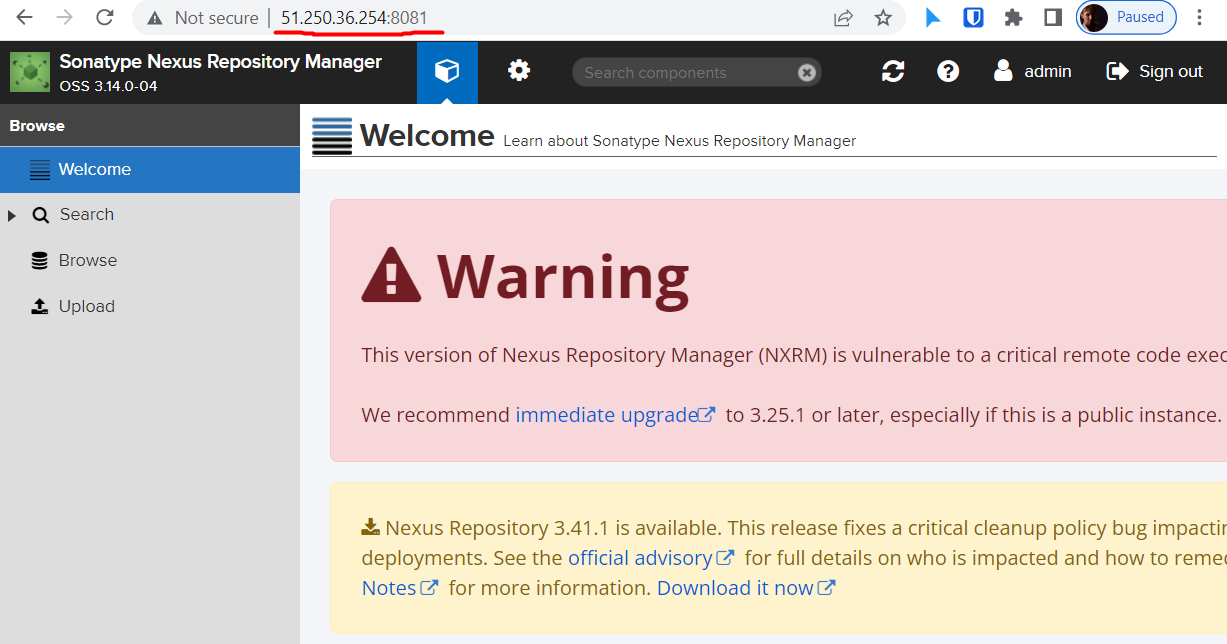 Not secure | 51.250.36.254:8081
Paused
Sonatype Nexus Repository Manager
OSS 3.14.0-04
Search components
admin
Sign out
Browse
Welcome
Search
Browse
Upload
Welcome Learn about Sonatype Nexus Repository Manager
Warning
This version of Nexus Repository Manager (NXRM) is vulnerable to a critical remote code exec
We recommend immediate upgrade to 3.25.1 or later, especially if this is a public instance.
Nexus Repository 3.41.1 is available. This release fixes a critical cleanup policy bug impactin
deployments. See the official advisory for full details on who is impacted and how to reme
Notes for more information. Download it now